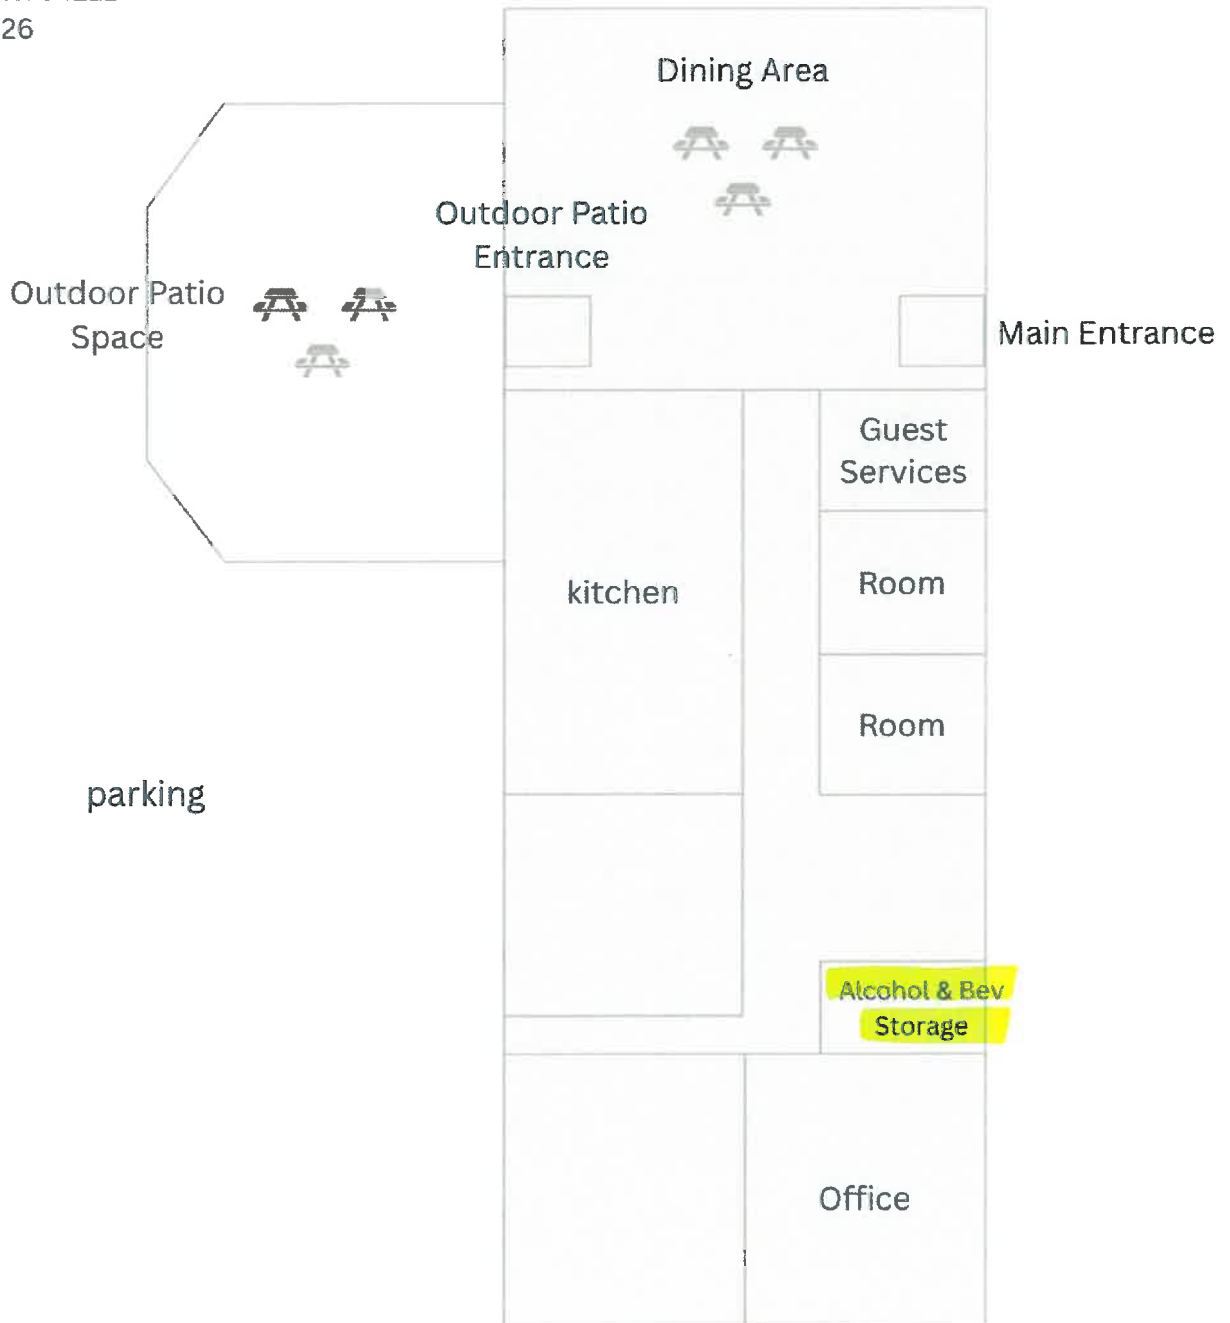 26
Dining Area
Outdoor Patio
Entrance
Outdoor Patio
Space
Main Entrance
Guest
Services
kitchen
Room
Room
parking
Alcohol & Bev
Storage
Office